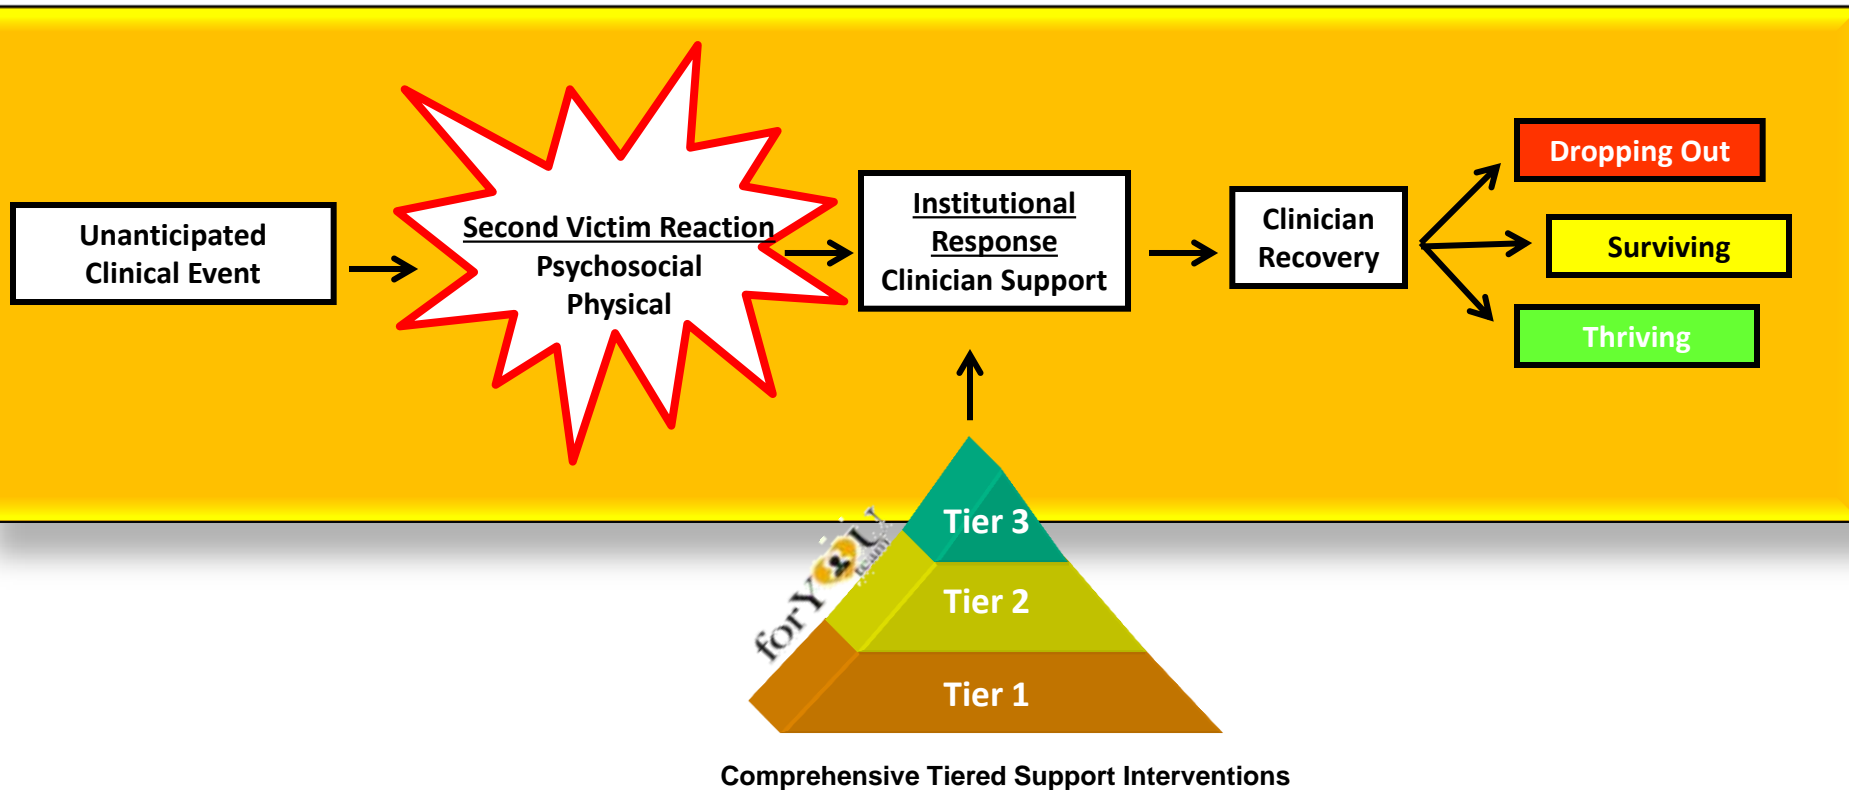 Unanticipated
Clinical Event
Second Victim Reaction
Psychosocial
Physical
Institutional
Response
Clinician Support
Clinician
Recovery
Dropping Out
Surviving
Thriving
forYOU
team
Tier 3
Tier 2
Tier 1
Comprehensive Tiered Support Interventions